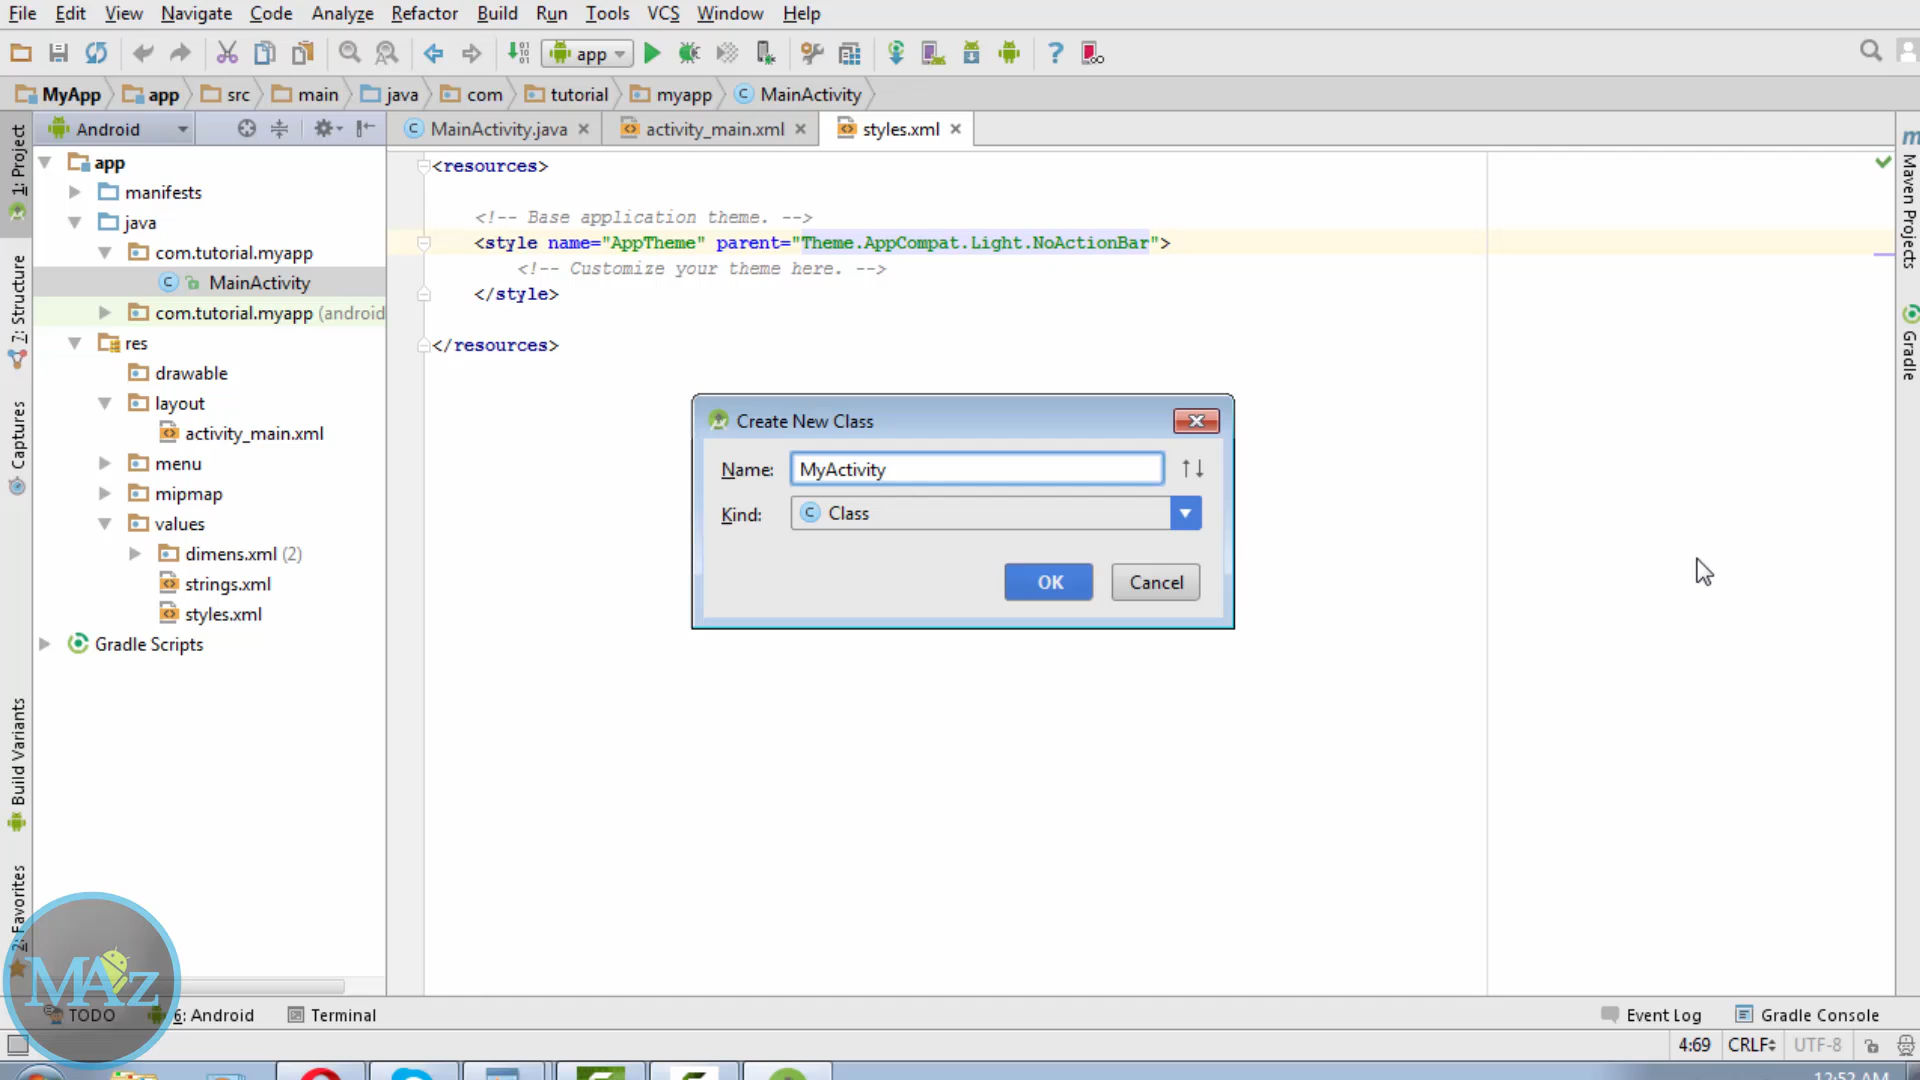 File Edit View Navigate Code Analyze Refactor Build Run Tools VCS Window Help
app
MyApp app src main java com tutorial myapp C MainActivity
1: Project
7: Structure
Captures
Build Variants
2: Favorites
Android
app
manifests
java
com.tutorial.myapp
C MainActivity
com.tutorial.myapp (android
res
drawable
layout
activity_main.xml
menu
mipmap
values
dimens.xml (2)
strings.xml
styles.xml
Gradle Scripts
C MainActivity.java activity_main.xml styles.xml
<resources>
<!-- Base application theme. -->
<style name="AppTheme" parent="Theme.AppCompat.Light.NoActionBar">
<!-- Customize your theme here. -->
</style>
</resources>
Create New Class
Name: MyActivity
Kind: C Class
OK Cancel
m Maven Projects
Gradle
MAz
TODO 6: Android Terminal Event Log Gradle Console
4:69 CRLF UTF-8
12:52 AM